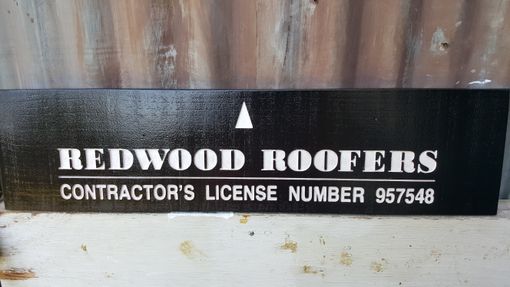 REDWOOD ROOFERS
CONTRACTOR'S LICENSE NUMBER 957548